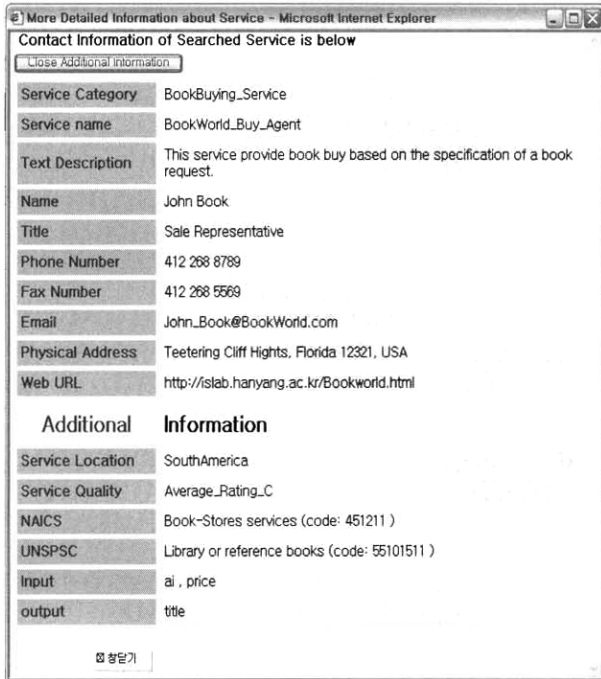 More Detailed Information about Service - Microsoft Internet Explorer
Contact Information of Searched Service is below
Close Additional Information
Service Category BookBuying_Service
Service name BookWorld_Buy_Agent
Text Description This service provide book buy based on the specification of a book
request.
Name John Book
Title Sale Representative
Phone Number 412 268 8789
Fax Number 412 268 5569
Email John_Book@BookWorld.com
Physical Address Teetering Cliff Hights, Florida 12321, USA
Web URL http://islab.hanyang.ac.kr/Bookworld.html
Additional Information
Service Location SouthAmerica
Service Quality Average_Rating_C
NAICS Book-Stores services (code: 451211 )
UNSPSC Library or reference books (code: 55101511 )
Input ai , price
output title
창닫기